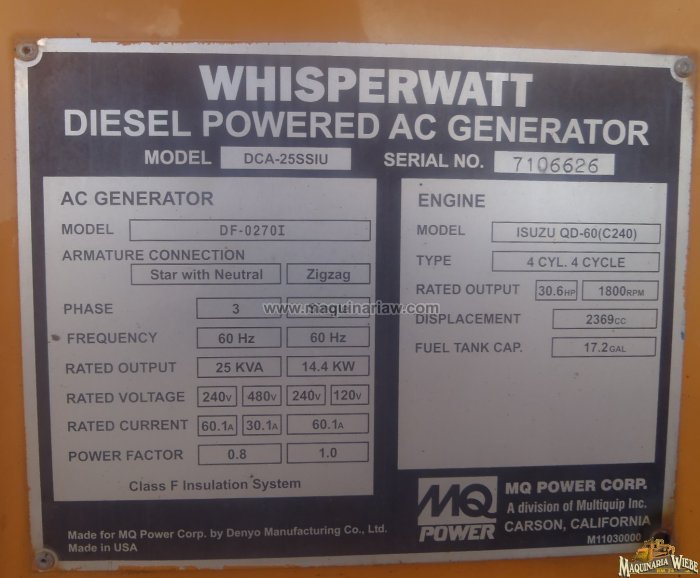 WHISPERWATT
DIESEL POWERED AC GENERATOR
MODEL DCA-25SSIU SERIAL NO. 7106626
AC GENERATOR
MODEL DF-0270I
ARMATURE CONNECTION
Star with Neutral Zigzag
PHASE 3
FREQUENCY 60 Hz 60 Hz
RATED OUTPUT 25 KVA 14.4 KW
RATED VOLTAGE 240V 480V 240V 120V
RATED CURRENT 60.1A 30.1A 60.1A
POWER FACTOR 0.8 1.0
Class F Insulation System
ENGINE
MODEL ISUZU QD-60(C240)
TYPE 4 CYL. 4 CYCLE
RATED OUTPUT 30.6HP 1800RPM
DISPLACEMENT 2369CC
FUEL TANK CAP. 17.2GAL
www.maquinariaw.com
MQ
POWER
MQ POWER CORP.
A division of Multiquip Inc.
CARSON, CALIFORNIA
M11030000
Made for MQ Power Corp. by Denyo Manufacturing Co., Ltd.
Made in USA
MAQUINARIA WIEBE